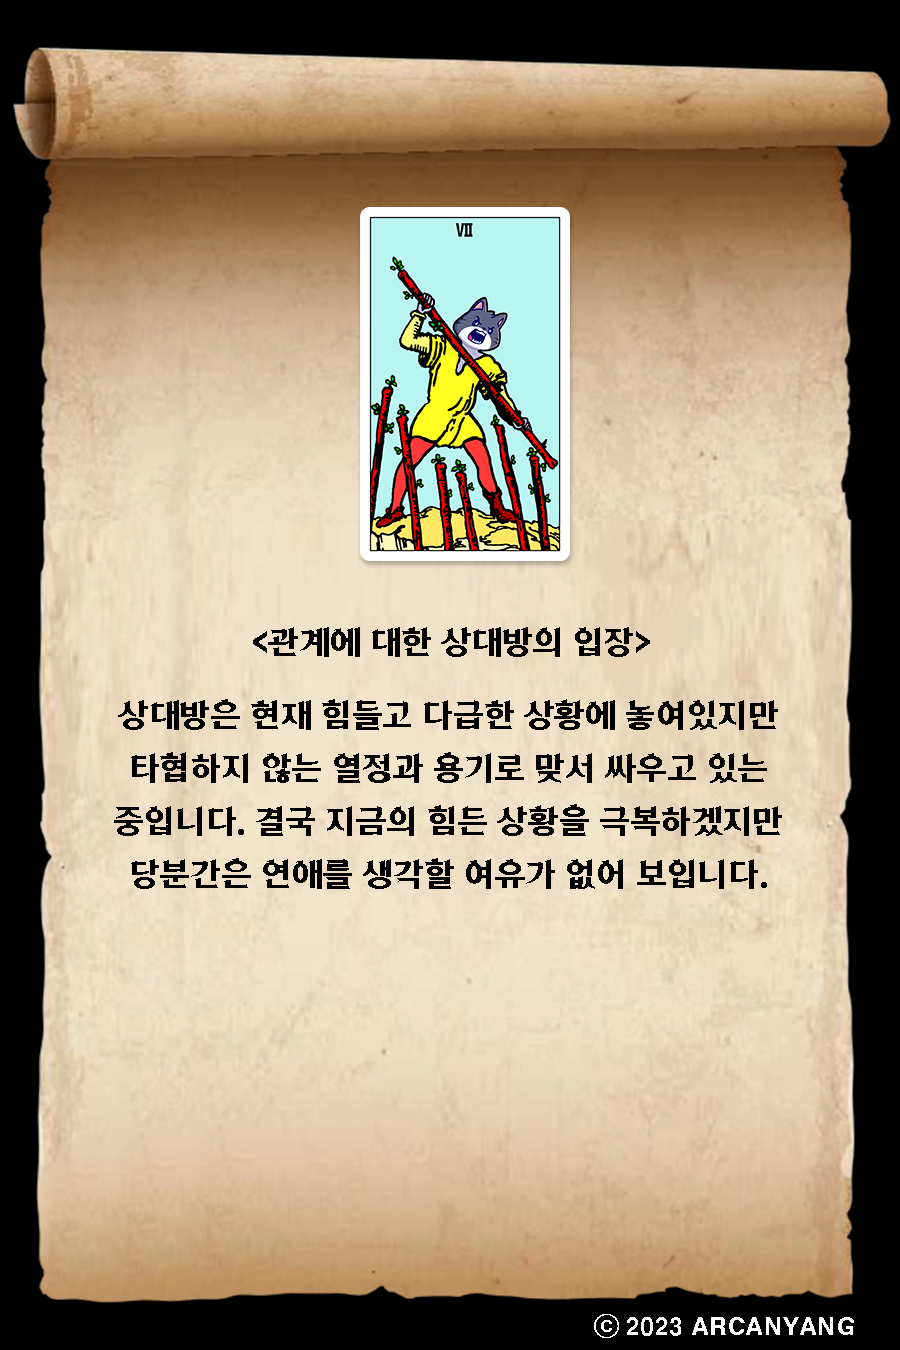 VII
<관계에 대한 상대방의 입장>
상대방은 현재 힘들고 다급한 상황에 놓여있지만
타협하지 않는 열정과 용기로 맞서 싸우고 있는
중입니다. 결국 지금의 힘든 상황을 극복하겠지만
당분간은 연애를 생각할 여유가 없어 보입니다.
ⓒ 2023 ARCANYANG